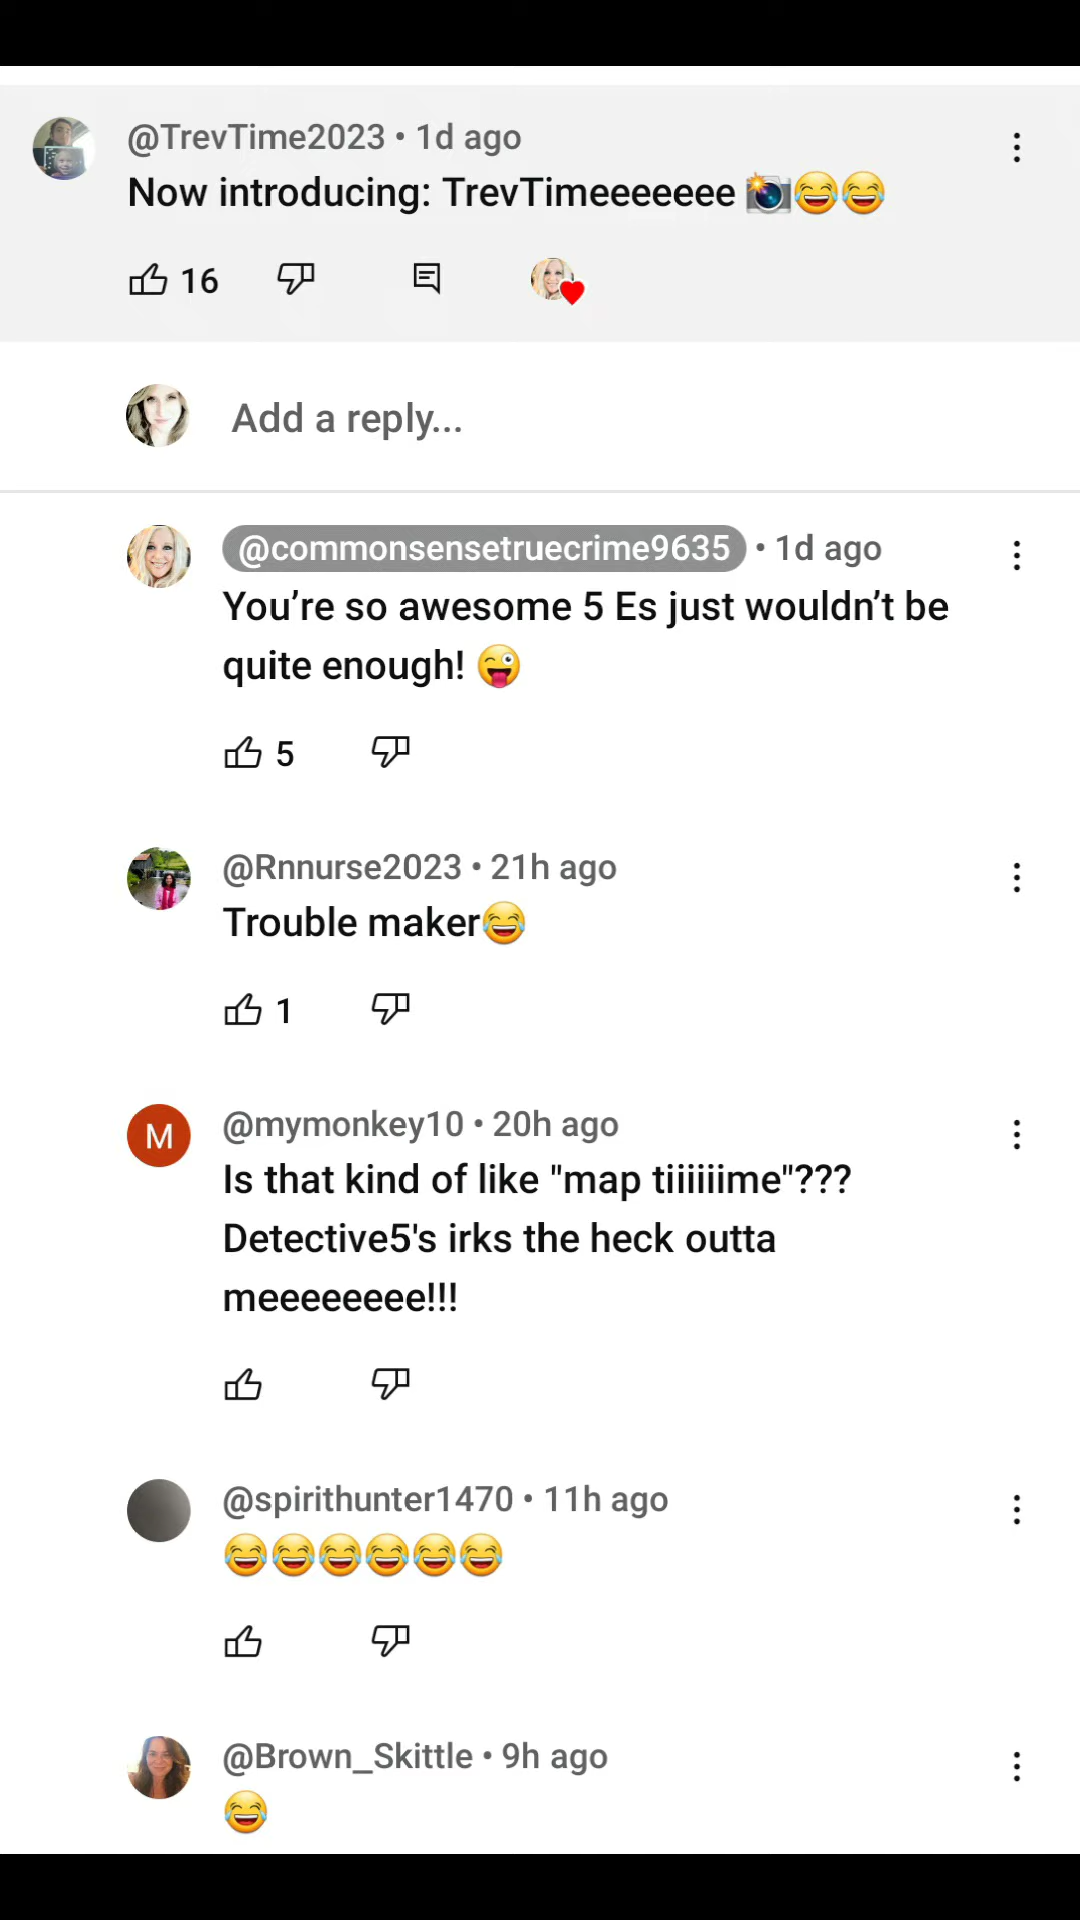 @TrevTime2023 • 1d ago
Now introducing: TrevTimeeeeeee 📸😂😂
16
Add a reply...
@commonsensetruecrime9635 • 1d ago
You’re so awesome 5 Es just wouldn’t be
quite enough! 😜
5
@Rnnurse2023 • 21h ago
Trouble maker😂
1
M
@mymonkey10 • 20h ago
Is that kind of like "map tiiiiiime"???
Detective5's irks the heck outta
meeeeeeee!!!
@spirithunter1470 • 11h ago
😂😂😂😂😂😂
@Brown_Skittle • 9h ago
😂